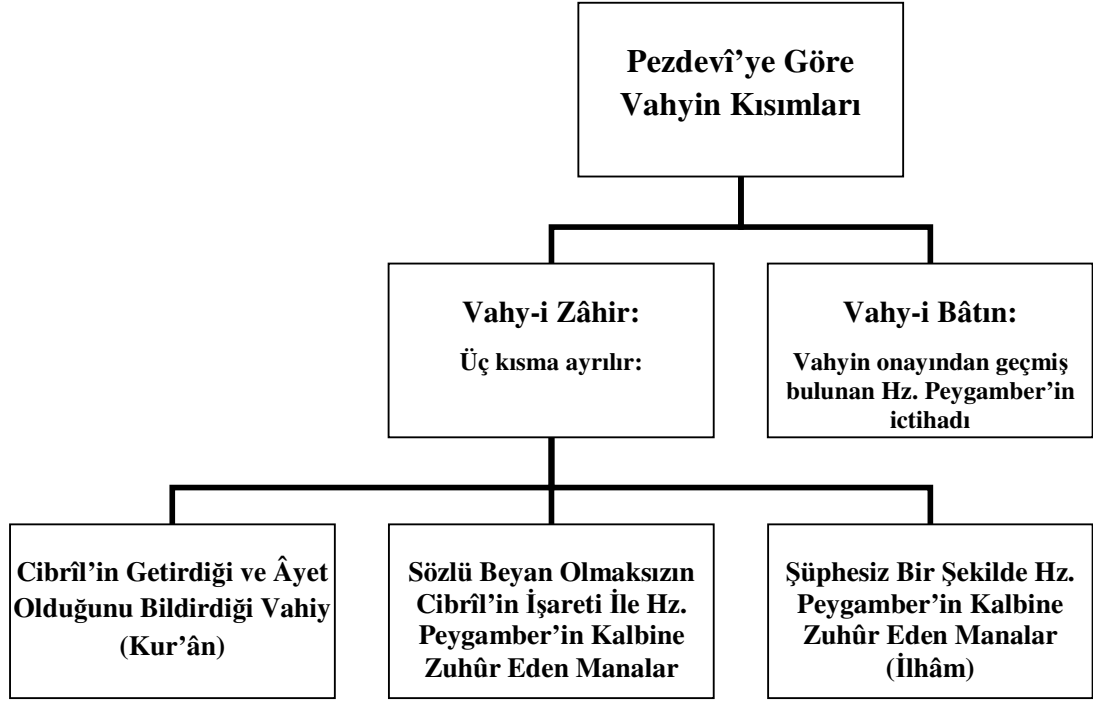 Pezdevî’ye Göre
Vahyin Kısımları
Vahy-i Zâhir:
Üç kısma ayrılır:
Vahy-i Bâtın:
Vahyin onayından geçmiş
bulunan Hz. Peygamber’in
ictihadı
Cibrîl’in Getirdiği ve Âyet
Olduğunu Bildirdiği Vahiy
(Kur’ân)
Sözlü Beyan Olmaksızın
Cibrîl’in İşareti İle Hz.
Peygamber’in Kalbine
Zuhûr Eden Manalar
Şüphesiz Bir Şekilde Hz.
Peygamber’in Kalbine
Zuhûr Eden Manalar
(İlhâm)